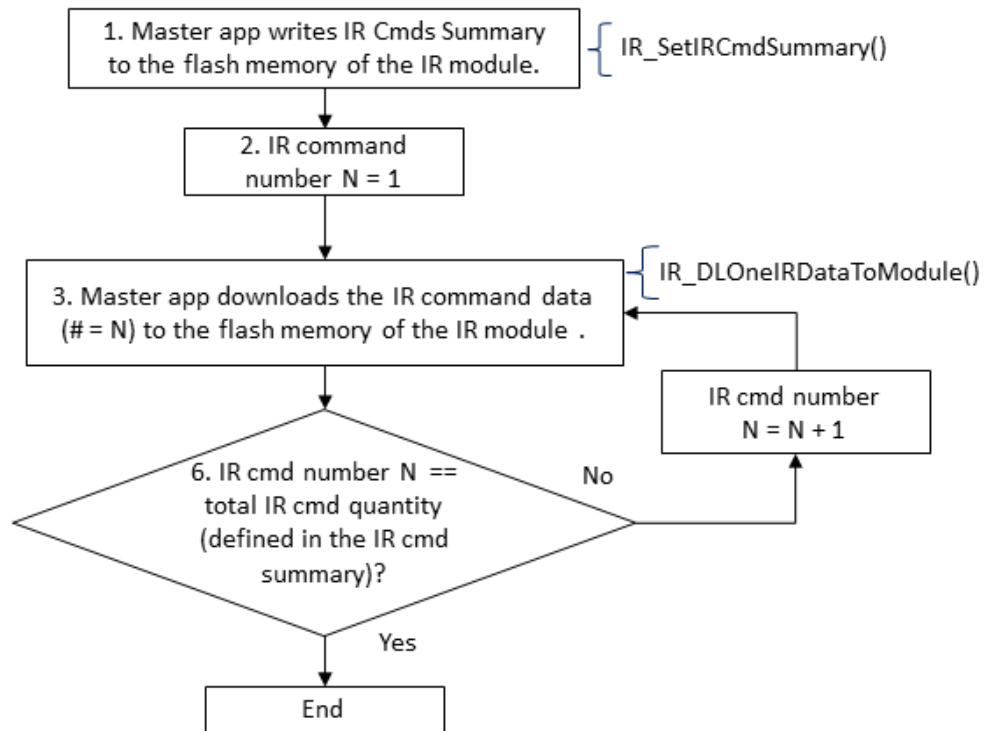 1. Master app writes IR Cmds Summary
to the flash memory of the IR module.
IR_SetIRCmdSummary()
2. IR command
number N = 1
IR_DLOneIRDataToModule()
3. Master app downloads the IR command data
(# = N) to the flash memory of the IR module .
IR cmd number
N = N + 1
6. IR cmd number N ==
total IR cmd quantity
(defined in the IR cmd
summary)?
No
Yes
End